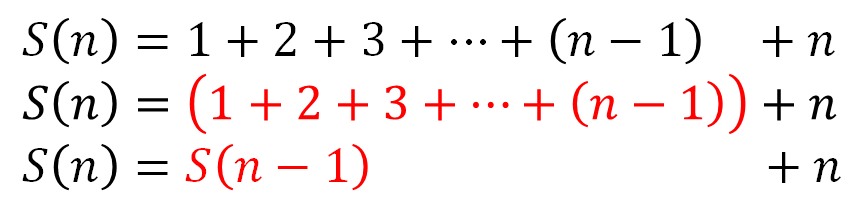 S(n) = 1 + 2 + 3 + ⋯ + (n − 1) + n
S(n) = (1 + 2 + 3 + ⋯ + (n − 1)) + n
S(n) = S(n − 1) + n